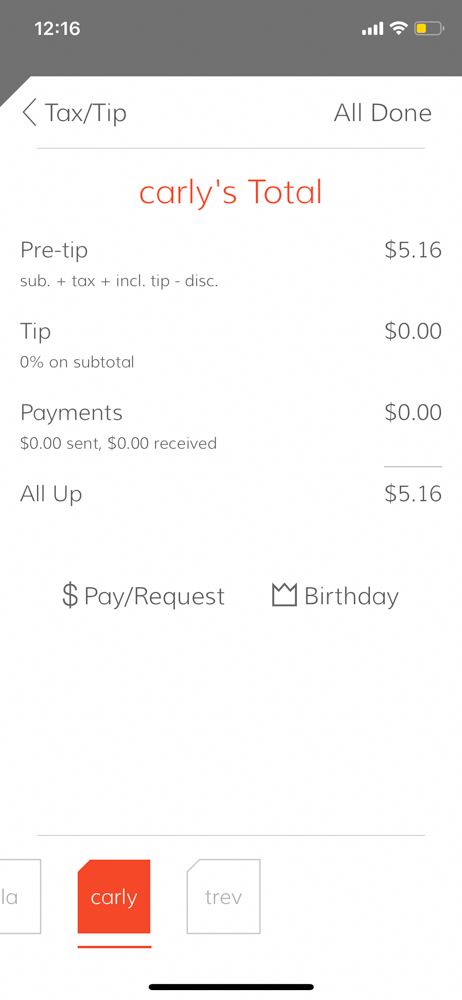 12:16
Tax/Tip
All Done
carly's Total
Pre-tip $5.16
sub. + tax + incl. tip - disc.
Tip $0.00
0% on subtotal
Payments $0.00
$0.00 sent, $0.00 received
All Up $5.16
$ Pay/Request
Birthday
la
carly
trev